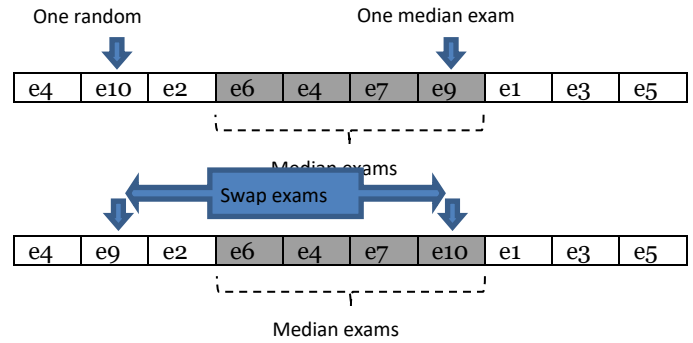 One random One median exam
e4 e10 e2 e6 e4 e7 e9 e1 e3 e5
Median exams
Swap exams
e4 e9 e2 e6 e4 e7 e10 e1 e3 e5
Median exams